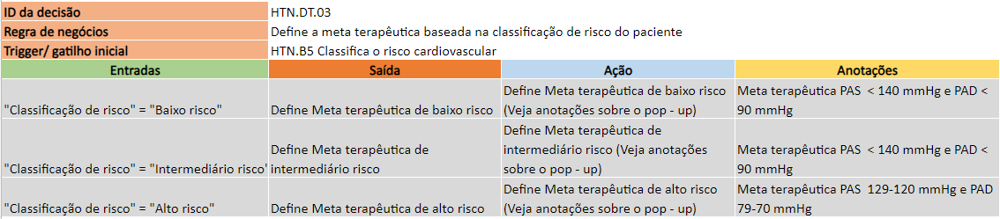 ID da decisão HTN.DT.03
Regra de negócios Define a meta terapêutica baseada na classificação de risco do paciente
Trigger/ gatilho inicial HTN.B5 Classifica o risco cardiovascular
Entradas Saída Ação Anotações
"Classificação de risco" = "Baixo risco"
Define Meta terapêutica de baixo risco
Define Meta terapêutica de baixo risco
(Veja anotações sobre o pop - up)
Meta terapêutica PAS < 140 mmHg e PAD <
90 mmHg
"Classificação de risco" = "Intermediário risco'
Define Meta terapêutica de
intermediário risco
Define Meta terapêutica de
intermediário risco (Veja anotações
sobre o pop - up)
Meta terapêutica PAS < 140 mmHg e PAD <
90 mmHg
"Classificação de risco" = "Alto risco"
Define Meta terapêutica de alto risco
Define Meta terapêutica de alto risco
(Veja anotações sobre o pop - up)
Meta terapêutica PAS 129-120 mmHg e PAD
79-70 mmHg